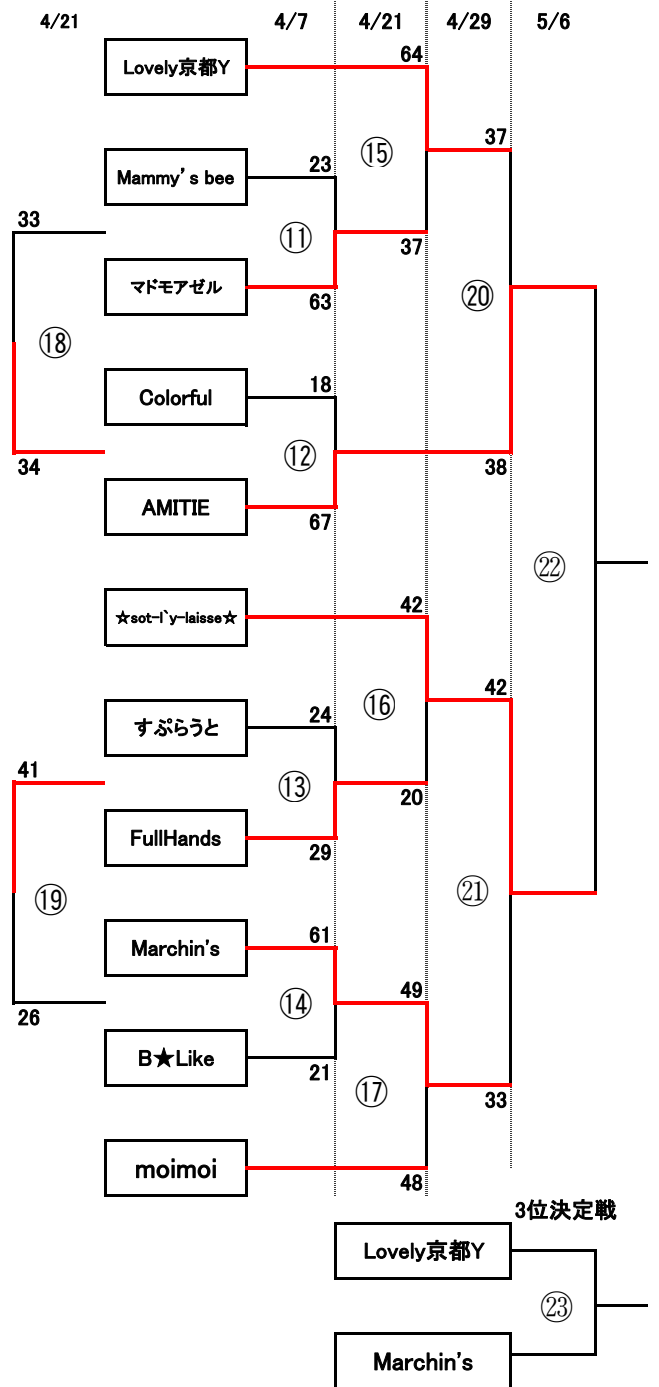 4/21 4/7 4/21 4/29 5/6
64
Lovely京都Y
37
⑮
23
Mammy’s bee
33
⑪
37
マドモアゼル
63
⑳
⑱
18
Colorful
⑫
34
38
AMITIE
67
㉒
42
☆sot-l`y-laisse☆
42
⑯
24
すぷらうと
41
⑬
20
FullHands
29
㉑
⑲
61
Marchin's
49
⑭
26
B★Like
21
⑰
33
moimoi
48
3位決定戦
Lovely京都Y
㉓
Marchin's